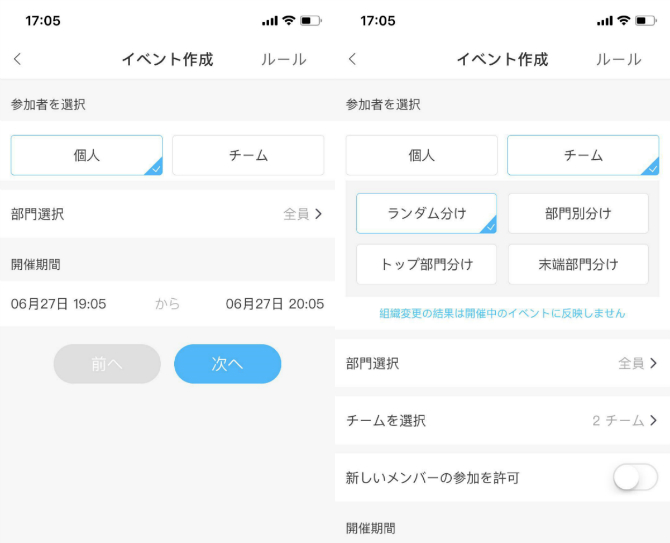 17:05
イベント作成
ルール
参加者を選択
個人
チーム
部門選択
全員
開催期間
06月27日 19:05
から
06月27日 20:05
前へ
次へ
17:05
イベント作成
ルール
参加者を選択
個人
チーム
ランダム分け
部門別分け
トップ部門分け
末端部門分け
組織変更の結果は開催中のイベントに反映しません
部門選択
全員
チームを選択
2 チーム
新しいメンバーの参加を許可
開催期間